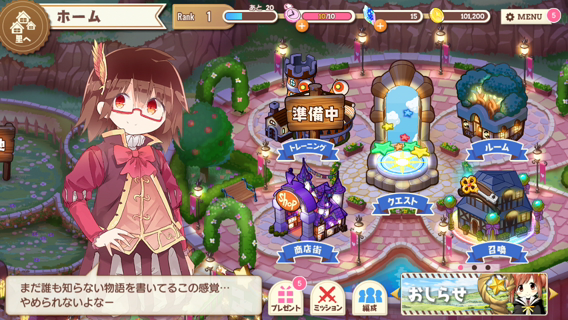 里へ
ホーム
Rank 1
あと 20
10/10
15
101,200
MENU 5
準備中
トレーニング
クエスト
ルーム
Shop
商店街
召喚
まだ誰も知らない物語を書いてるこの感覚…
やめられないよなー
5
プレゼント
ミッション
編成
おしらせ